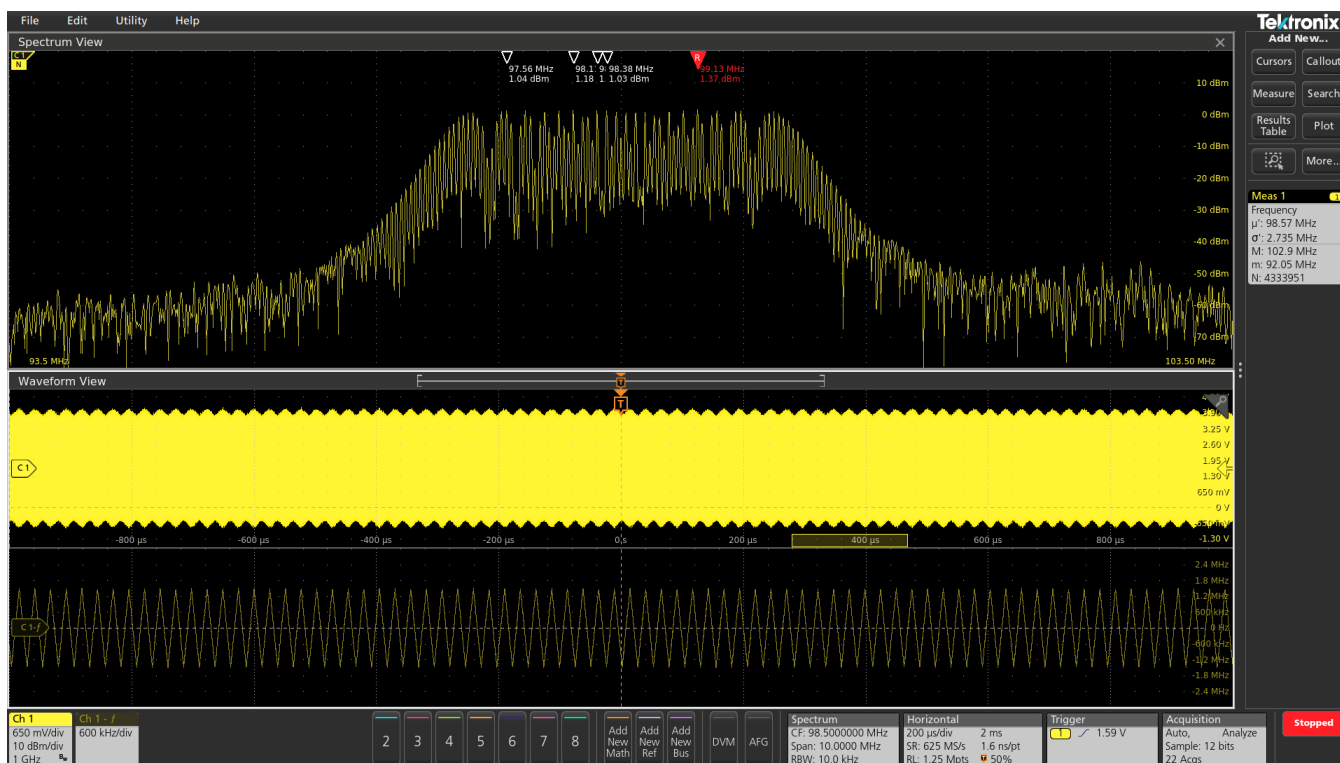 File Edit Utility Help
Tektronix
Add New...
Spectrum View
C 1
N
97.56 MHz
1.04 dBm
98.38 MHz
1.03 dBm
1.18
R
99.13 MHz
1.37 dBm
10 dBm
0 dBm
-10 dBm
-20 dBm
-30 dBm
-40 dBm
-50 dBm
-60 dBm
-70 dBm
93.5 MHz
103.50 MHz
Cursors Callout
Measure Search
Results Table Plot
More...
Meas 1
Frequency
µ': 98.57 MHz
σ': 2.735 MHz
M: 102.9 MHz
m: 92.05 MHz
N: 4333951
Waveform View
T
T
3.25 V
2.60 V
1.95 V
1.30 V
650 mV
0 V
-1.30 V
C 1
-800 µs -600 µs -400 µs -200 µs 0 s 200 µs 400 µs 600 µs 800 µs
2.4 MHz
1.8 MHz
1.2 MHz
600 kHz
0 Hz
-600 kHz
-1.2 MHz
-1.8 MHz
-2.4 MHz
C 1-f
Ch 1
650 mV/div
10 dBm/div
1 GHz
Ch 1 - f
600 kHz/div
2 3 4 5 6 7 8
Add New Math
Add New Ref
Add New Bus
DVM AFG
Spectrum
CF: 98.5000000 MHz
Span: 10.0000 MHz
RBW: 10.0 kHz
Horizontal
200 µs/div 2 ms
SR: 625 MS/s 1.6 ns/pt
RL: 1.25 Mpts 50%
Trigger
1 1.59 V
Acquisition
Auto, Analyze
Sample: 12 bits
22 Acqs
Stopped